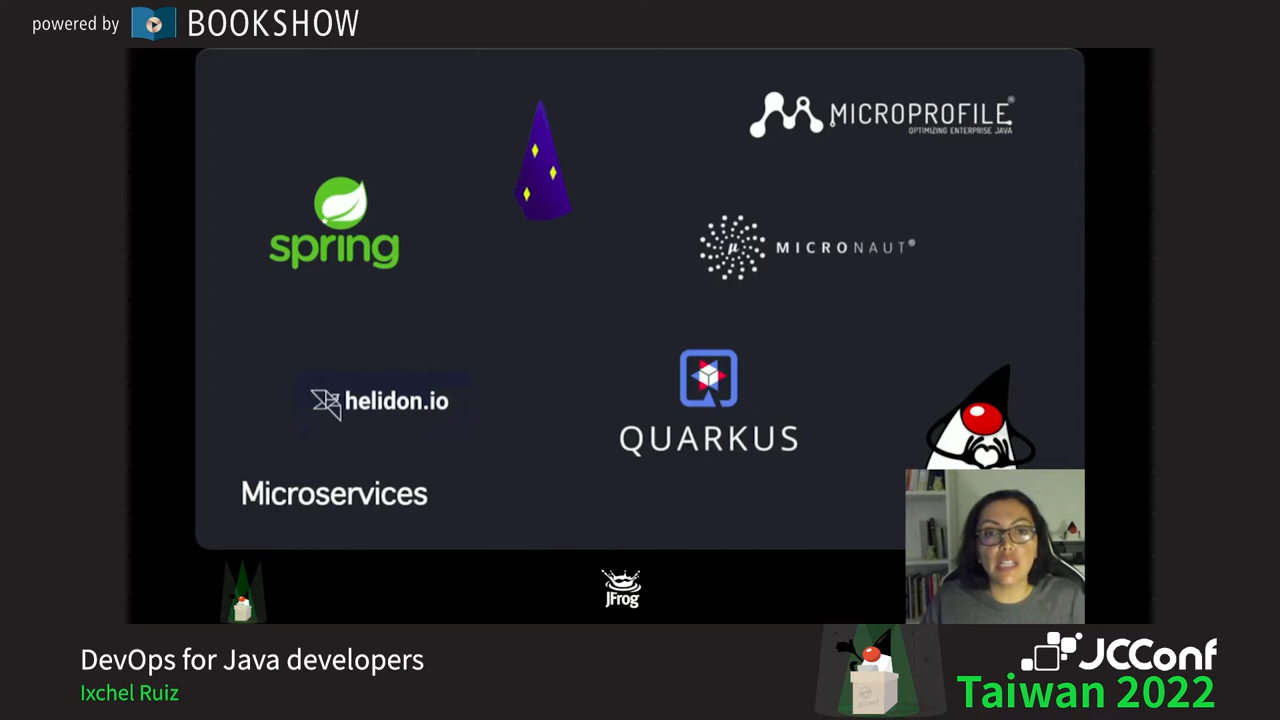 powered by BOOKSHOW
MICROPROFILE®
OPTIMIZING ENTERPRISE JAVA
spring
μ MICRONAUT®
helidon.io
QUARKUS
Microservices
JFrog
DevOps for Java developers
Ixchel Ruiz
JCConf
Taiwan 2022